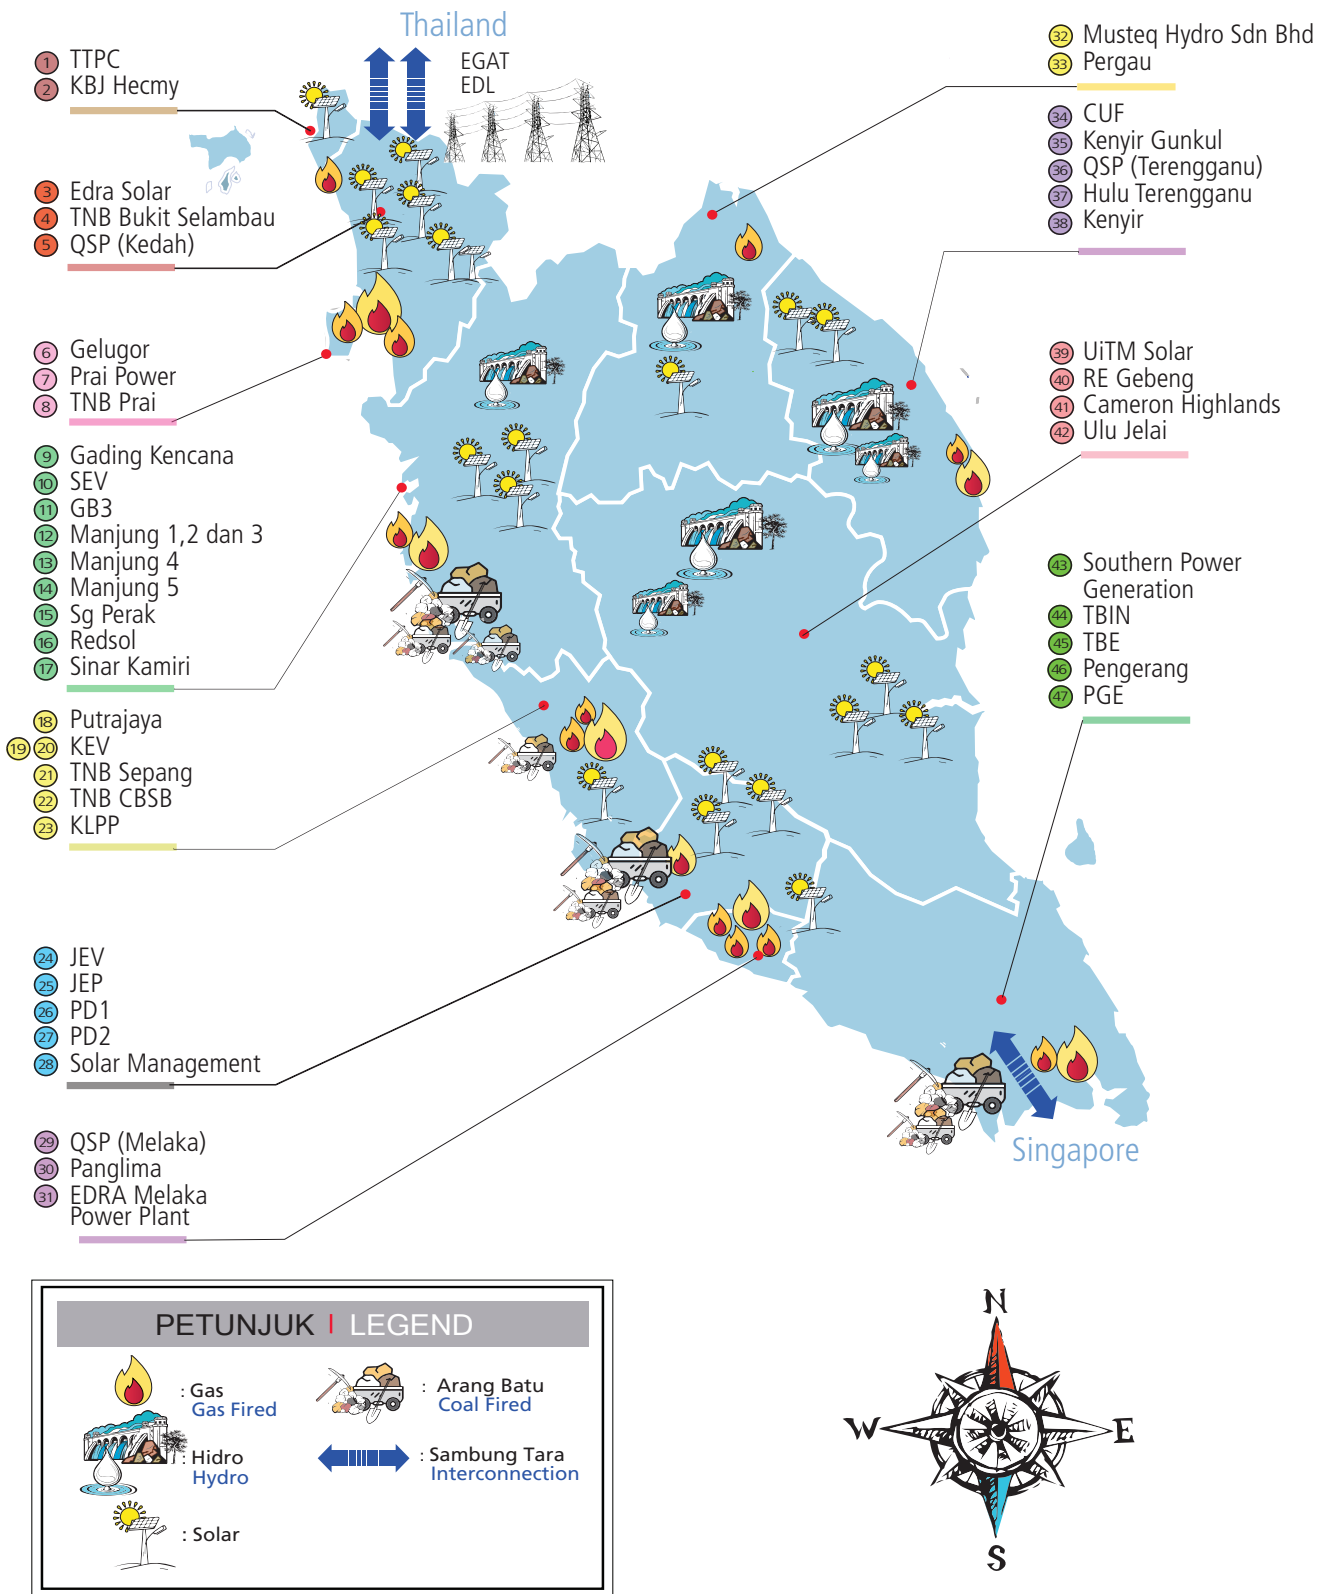 Thailand
EGAT
EDL
1 TTPC
2 KBJ Hecmy
3 Edra Solar
4 TNB Bukit Selambau
5 QSP (Kedah)
6 Gelugor
7 Prai Power
8 TNB Prai
9 Gading Kencana
10 SEV
11 GB3
12 Manjung 1,2 dan 3
13 Manjung 4
14 Manjung 5
15 Sg Perak
16 Redsol
17 Sinar Kamiri
18 Putrajaya
19 20 KEV
21 TNB Sepang
22 TNB CBSB
23 KLPP
24 JEV
25 JEP
26 PD1
27 PD2
28 Solar Management
29 QSP (Melaka)
30 Panglima
31 EDRA Melaka
Power Plant
32 Musteq Hydro Sdn Bhd
33 Pergau
34 CUF
35 Kenyir Gunkul
36 QSP (Terengganu)
37 Hulu Terengganu
38 Kenyir
39 UiTM Solar
40 RE Gebeng
41 Cameron Highlands
42 Ulu Jelai
43 Southern Power
Generation
44 TBIN
45 TBE
46 Pengerang
47 PGE
Singapore
PETUNJUK | LEGEND
: Gas
Gas Fired
: Hidro
Hydro
: Solar
: Arang Batu
Coal Fired
: Sambung Tara
Interconnection
N
W
E
S